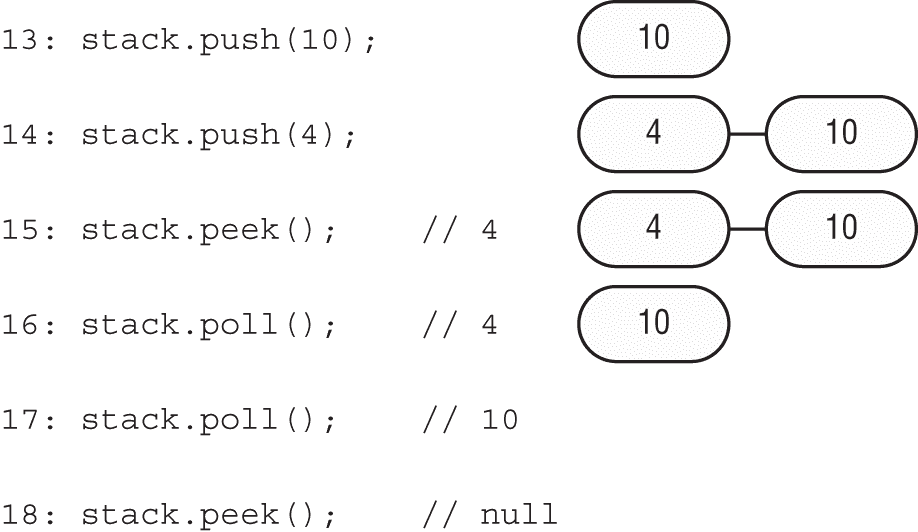 13: stack.push(10); 10
14: stack.push(4); 4 10
15: stack.peek(); // 4 4 10
16: stack.poll(); // 4 10
17: stack.poll(); // 10
18: stack.peek(); // null